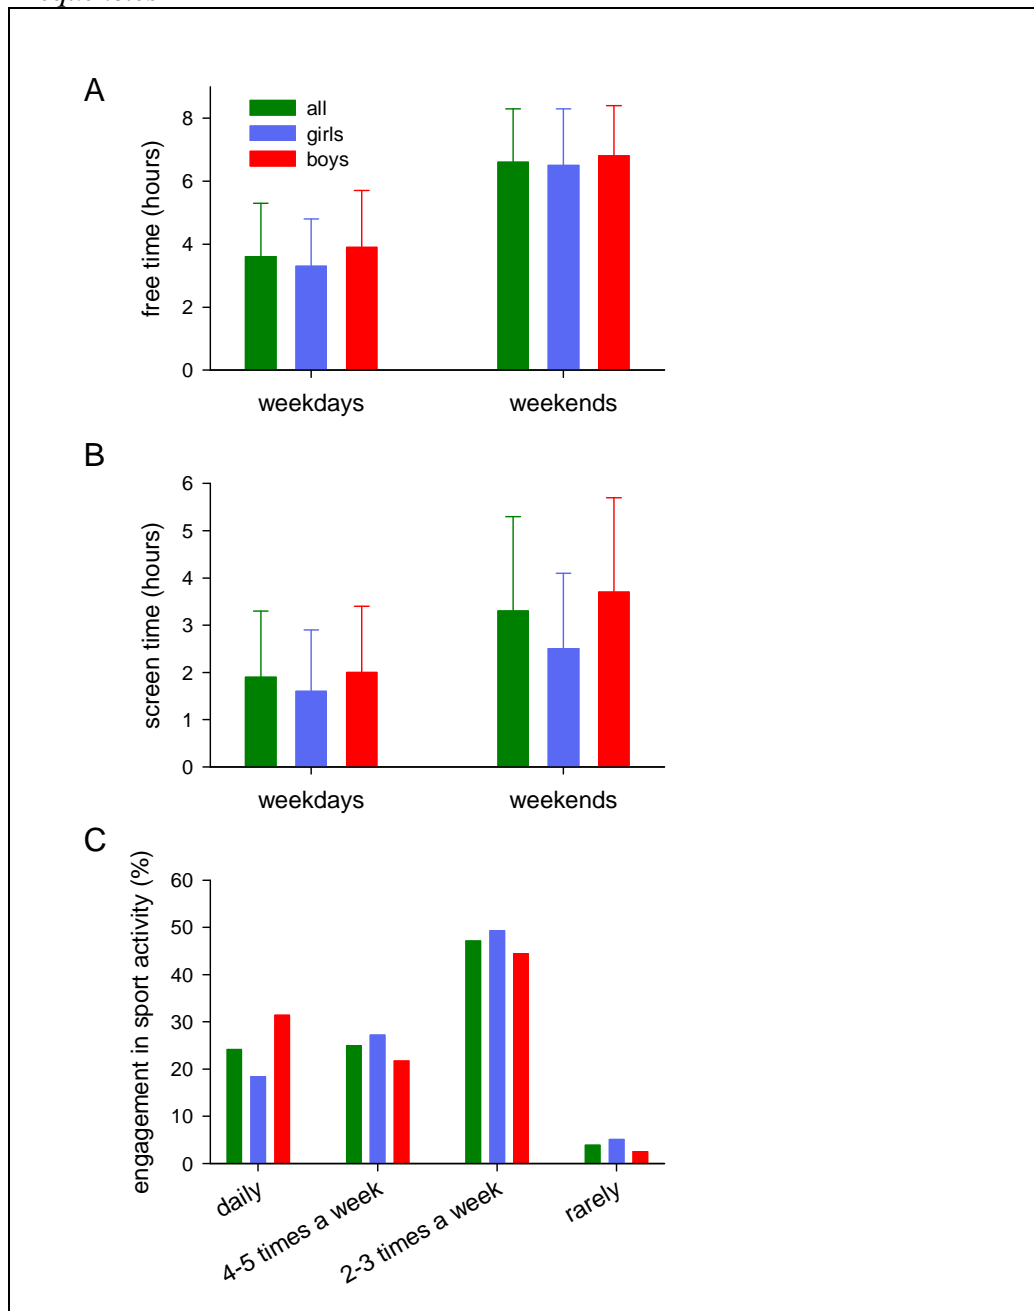 A
all
girls
boys
free time (hours)
8
6
4
2
0
weekdays weekends
B
screen time (hours)
6
5
4
3
2
1
0
weekdays weekends
C
engagement in sport activity (%)
60
50
40
30
20
10
0
daily
4-5 times a week
2-3 times a week
rarely